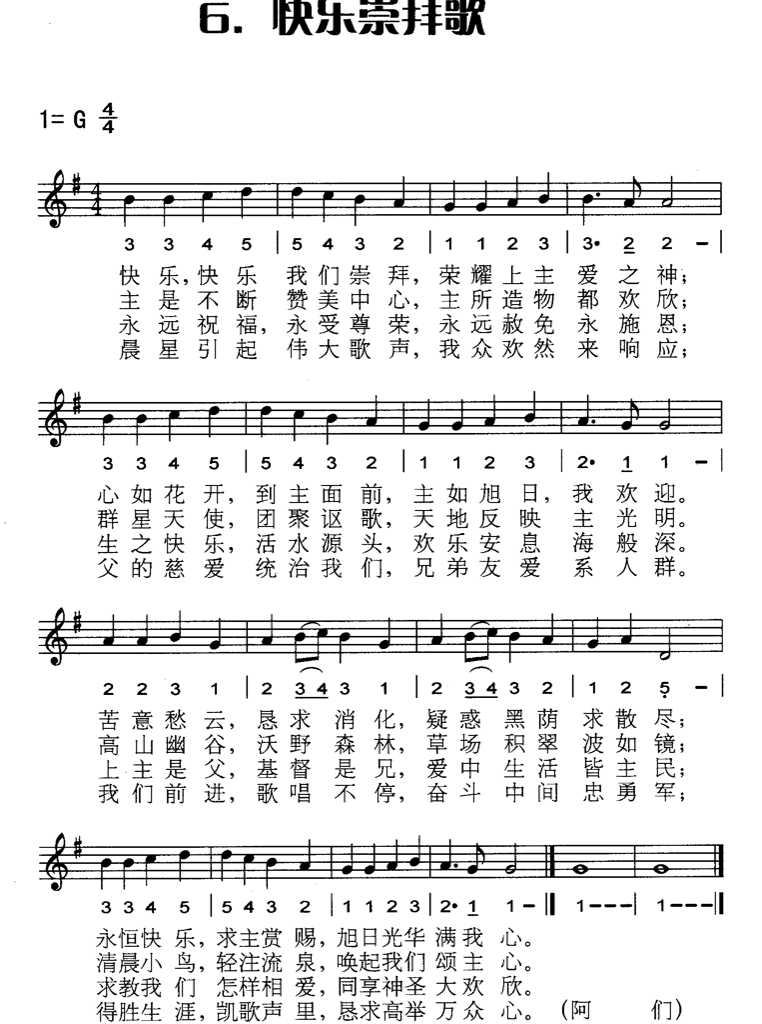 6. 快乐崇拜歌
1= G 4/4
3 3 4 5 | 5 4 3 2 | 1 1 2 3 | 3· 2 2 – |
快乐,快乐 我们崇拜,荣耀上主 爱之神;
主是不断 赞美中心,主所造物 都欢欣;
永远祝福,永受尊荣,永远赦免 永施恩;
晨星引起 伟大歌声,我众欢然 来响应;
3 3 4 5 | 5 4 3 2 | 1 1 2 3 | 2· 1 1 – |
心如花开,到主面前,主如旭日,我欢迎。
群星天使,团聚讴歌,天地反映 主光明。
生之快乐,活水源头,欢乐安息 海般深。
父的慈爱 统治我们,兄弟友爱 系人群。
2 2 3 1 | 2 3 4 3 1 | 2 3 4 3 2 | 1 2 5̣ – |
苦意愁云,恳求消化,疑惑黑荫 求散尽;
高山幽谷,沃野森林,草场积翠 波如镜;
上主是父,基督是兄,爱中生活 皆主民;
我们前进,歌唱不停,奋斗中间 忠勇军;
3 3 4 5 | 5 4 3 2 | 1 1 2 3 | 2· 1 1 – ‖ 1 – – – | 1 – – – ‖
永恒快乐,求主赏赐,旭日光华 满我心。
清晨小鸟,轻注流泉,唤起我们 颂主心。
求教我们 怎样相爱,同享神圣 大欢欣。
得胜生涯,凯歌声里,恳求高举 万众心。(阿 们)